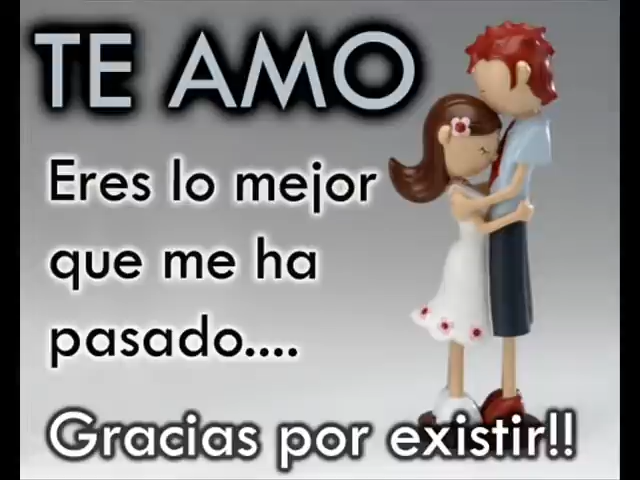 TE AMO
Eres lo mejor
que me ha
pasado....
Gracias por existir!!